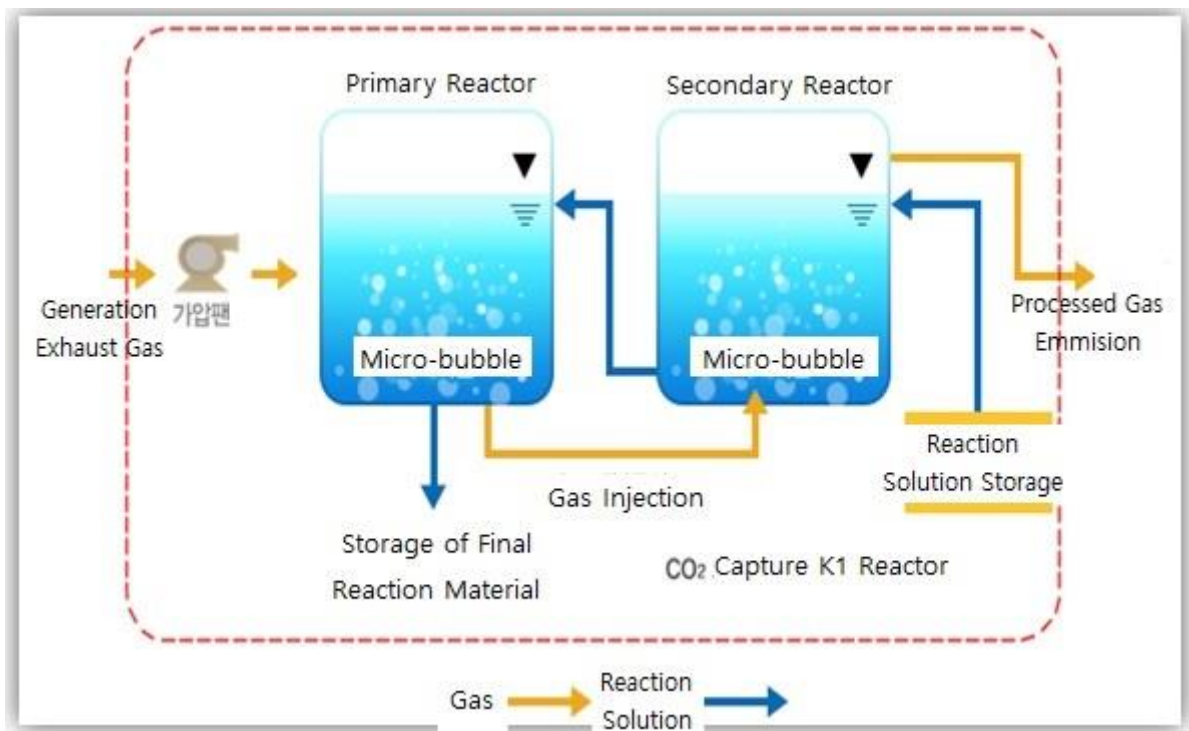 Primary Reactor
Secondary Reactor
Generation
Exhaust Gas
가압팬
Micro-bubble
Micro-bubble
Processed Gas
Emmision
Gas Injection
Reaction
Solution Storage
Storage of Final
Reaction Material
CO₂ Capture K1 Reactor
Gas
Reaction
Solution